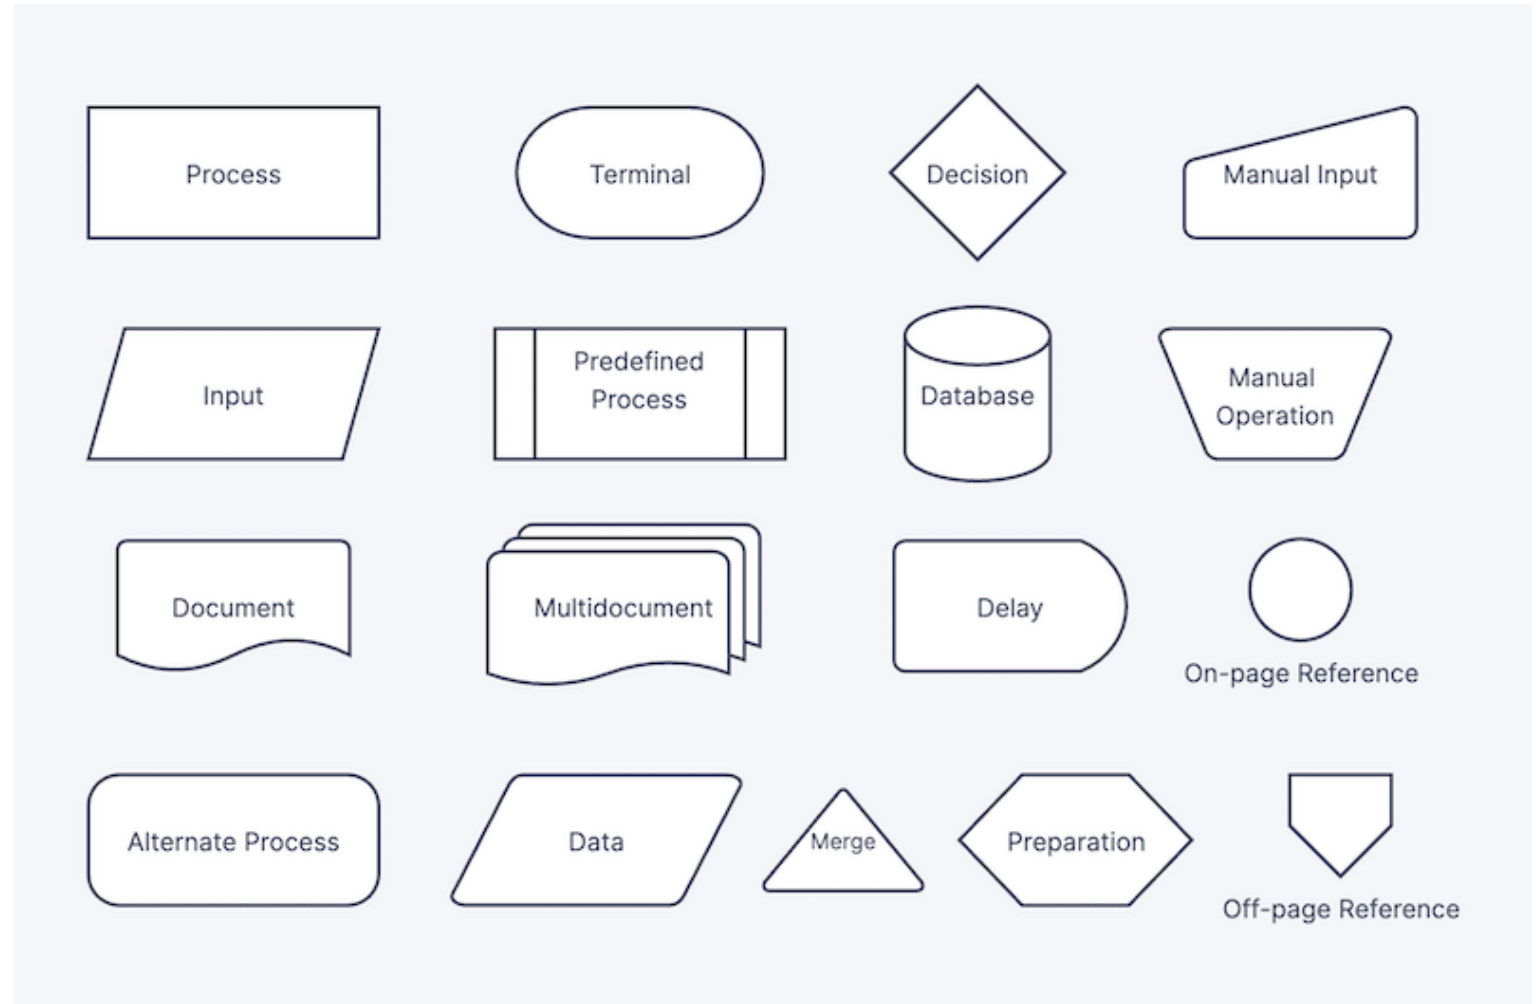 Process
Terminal
Decision
Manual Input
Input
Predefined
Process
Database
Manual
Operation
Document
Multidocument
Delay
On-page Reference
Alternate Process
Data
Merge
Preparation
Off-page Reference